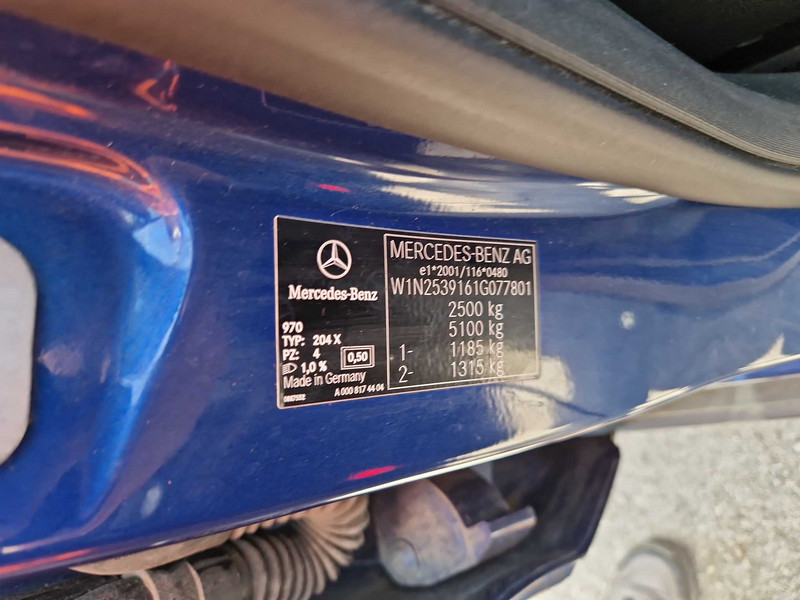 Mercedes-Benz
970
TYP: 204 X
PZ: 4
0,50
1,0 %
Made in Germany
A 000 817 44 04
MERCEDES-BENZ AG
e1*2001/116*0480
W1N2539161G077801
2500 kg
5100 kg
1- 1185 kg
2- 1315 kg